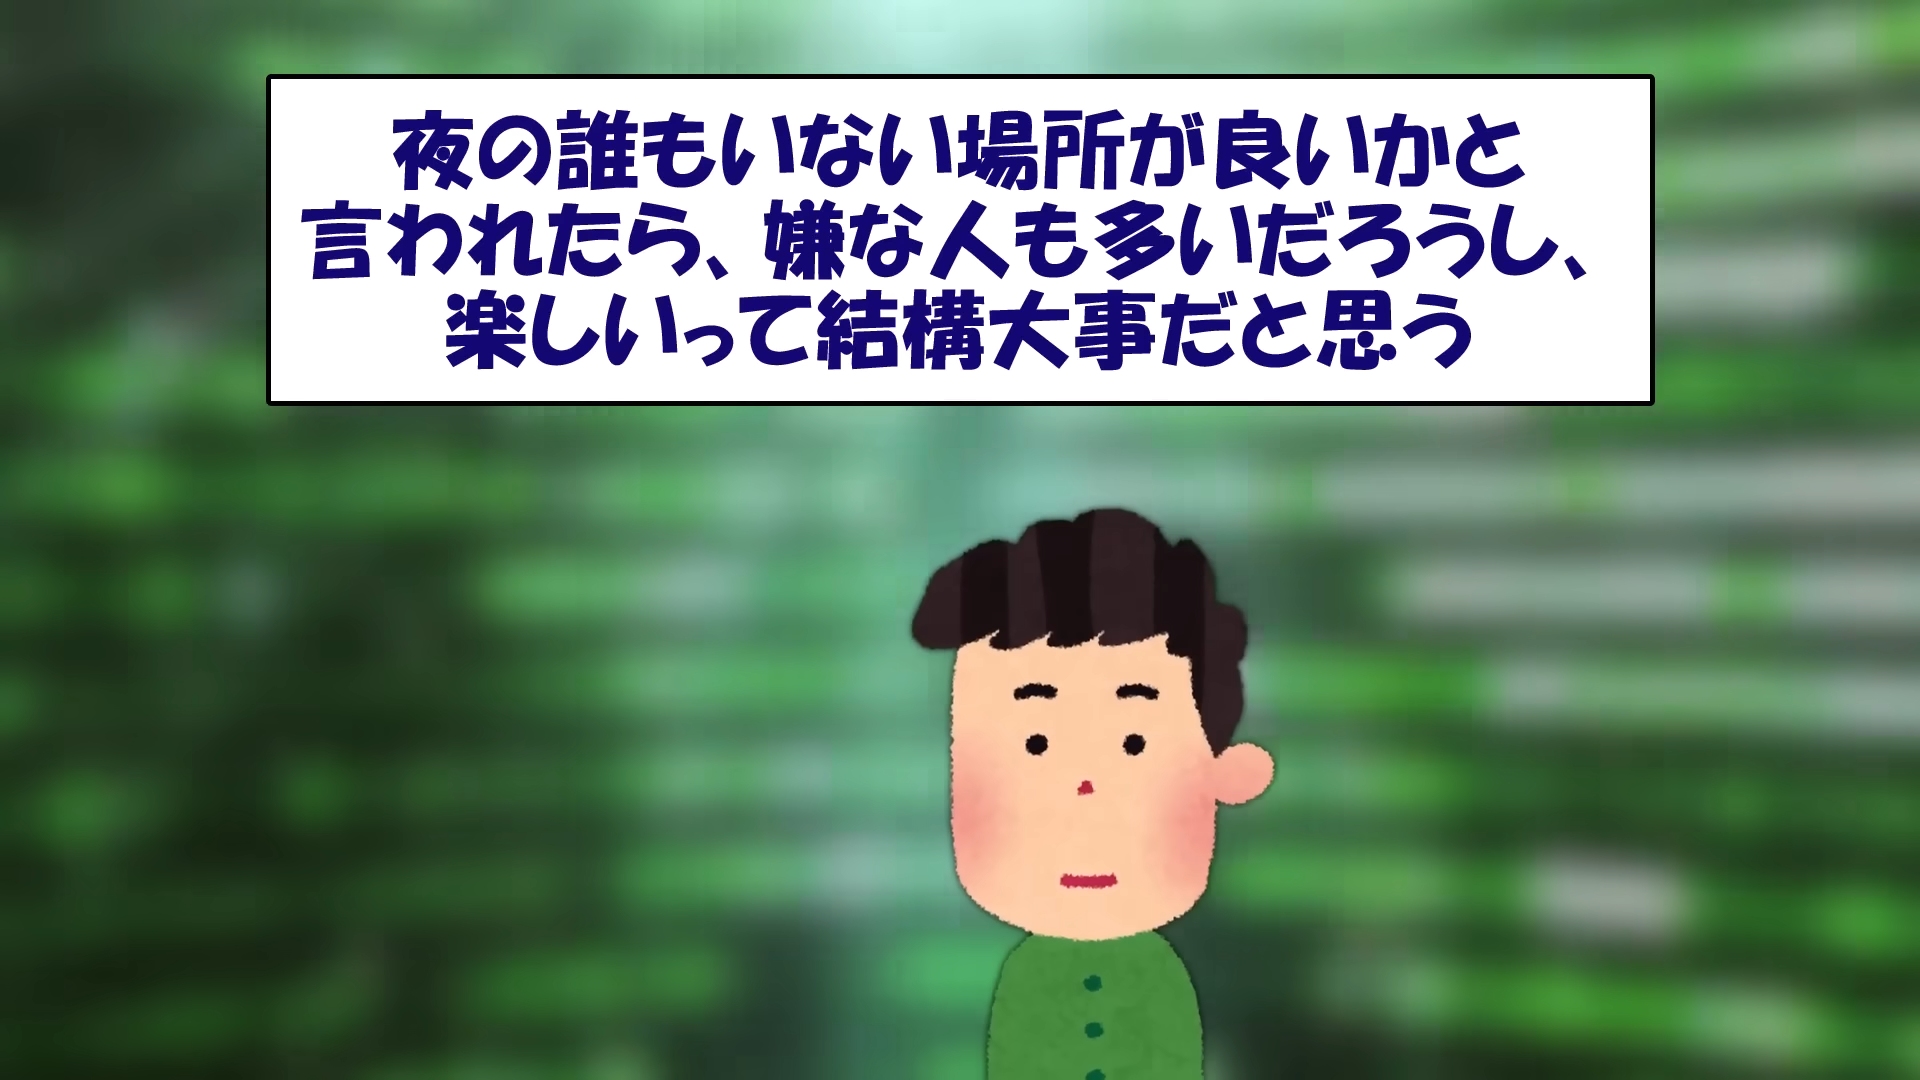 夜の誰もいない場所が良いかと
言われたら、嫌な人も多いだろうし、
楽しいって結構大事だと思う